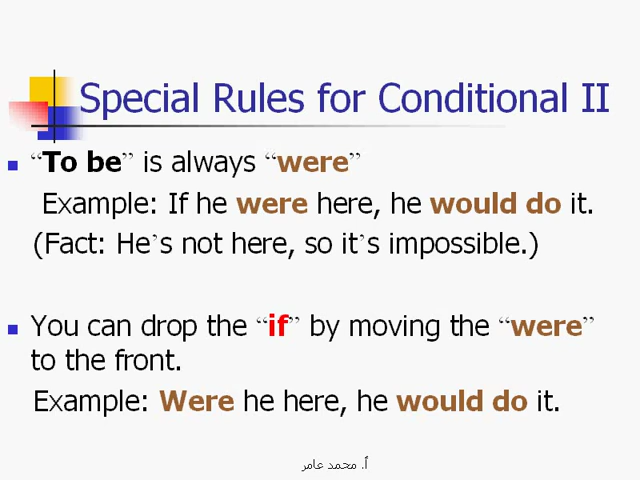 Special Rules for Conditional II
“To be” is always “were”
Example: If he were here, he would do it.
(Fact: He’s not here, so it’s impossible.)
You can drop the “if” by moving the “were”
to the front.
Example: Were he here, he would do it.
أ. محمد عامر